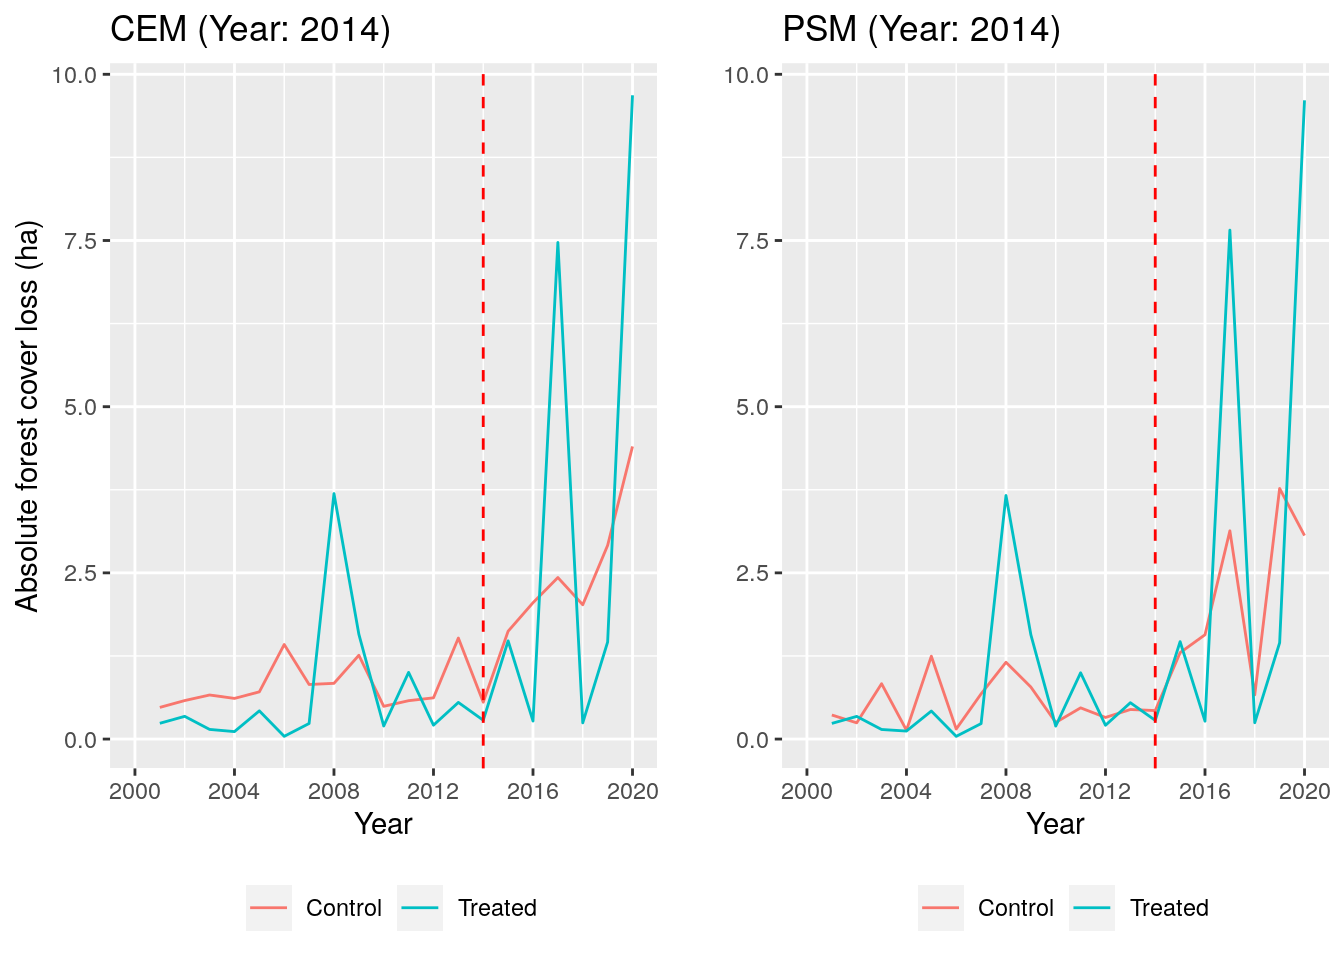 CEM (Year: 2014)
Absolute forest cover loss (ha)
10.0
7.5
5.0
2.5
0.0
2000 2004 2008 2012 2016 2020
Year
Control Treated
PSM (Year: 2014)
10.0
7.5
5.0
2.5
0.0
2000 2004 2008 2012 2016 2020
Year
Control Treated